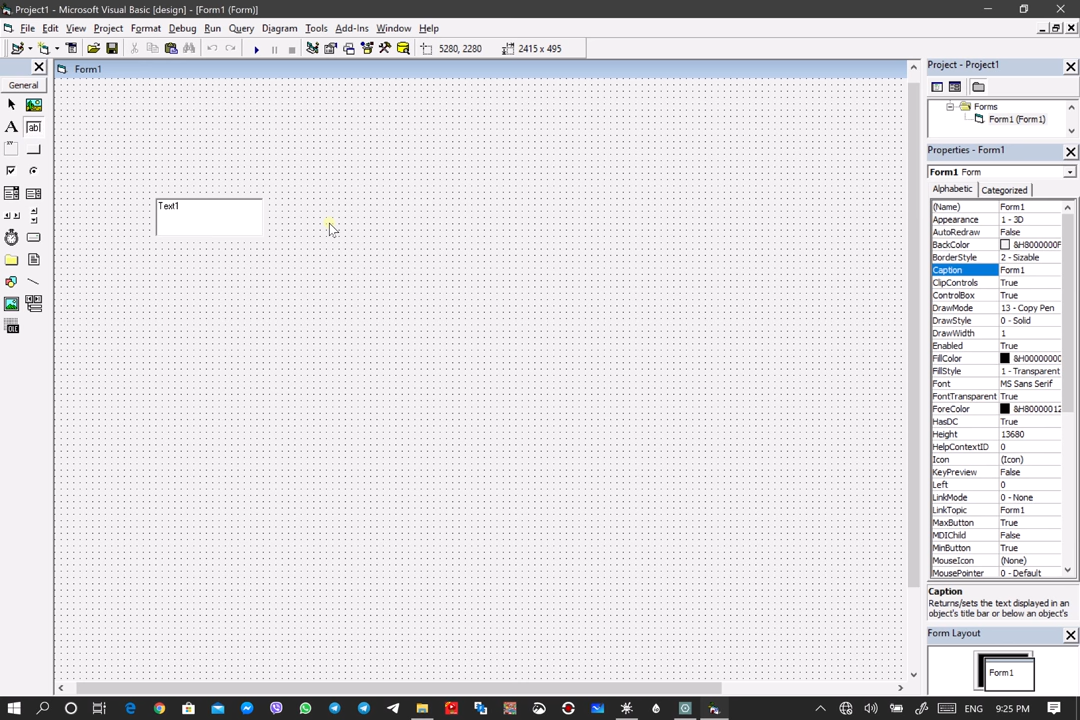 Project1 - Microsoft Visual Basic [design] - [Form1 (Form)]
File Edit View Project Format Debug Run Query Diagram Tools Add-Ins Window Help
5280, 2280 2415 x 495
General
Form1
Text1
Project - Project1
Forms
Form1 (Form1)
Properties - Form1
Form1 Form
Alphabetic Categorized
(Name) Form1
Appearance 1 - 3D
AutoRedraw False
BackColor &H8000000F
BorderStyle 2 - Sizable
Caption Form1
ClipControls True
ControlBox True
DrawMode 13 - Copy Pen
DrawStyle 0 - Solid
DrawWidth 1
Enabled True
FillColor &H00000000
FillStyle 1 - Transparent
Font MS Sans Serif
FontTransparent True
ForeColor &H80000012
HasDC True
Height 13680
HelpContextID 0
Icon (Icon)
KeyPreview False
Left 0
LinkMode 0 - None
LinkTopic Form1
MaxButton True
MDIChild False
MinButton True
MouseIcon (None)
MousePointer 0 - Default
Caption
Returns/sets the text displayed in an
object's title bar or below an object's
Form Layout
Form1
9:25 PM